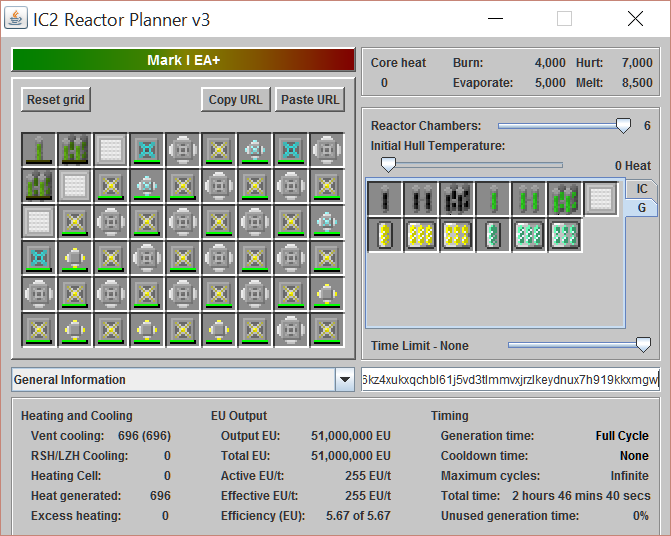 IC2 Reactor Planner v3
Mark I EA+
Reset grid Copy URL Paste URL
Core heat Burn: 4,000 Hurt: 7,000
0 Evaporate: 5,000 Melt: 8,500
Reactor Chambers: 6
Initial Hull Temperature:
0 Heat
IC
G
Time Limit - None
General Information
6kz4xukxqchbl61j5vd3tlmmvxjrzlkeydnux7h919kkxmgw
Heating and Cooling
Vent cooling: 696 (696)
RSH/LZH Cooling: 0
Heating Cell: 0
Heat generated: 696
Excess heating: 0
EU Output
Output EU: 51,000,000 EU
Total EU: 51,000,000 EU
Active EU/t: 255 EU/t
Effective EU/t: 255 EU/t
Efficiency (EU): 5.67 of 5.67
Timing
Generation time: Full Cycle
Cooldown time: None
Maximum cycles: Infinite
Total time: 2 hours 46 mins 40 secs
Unused generation time: 0%